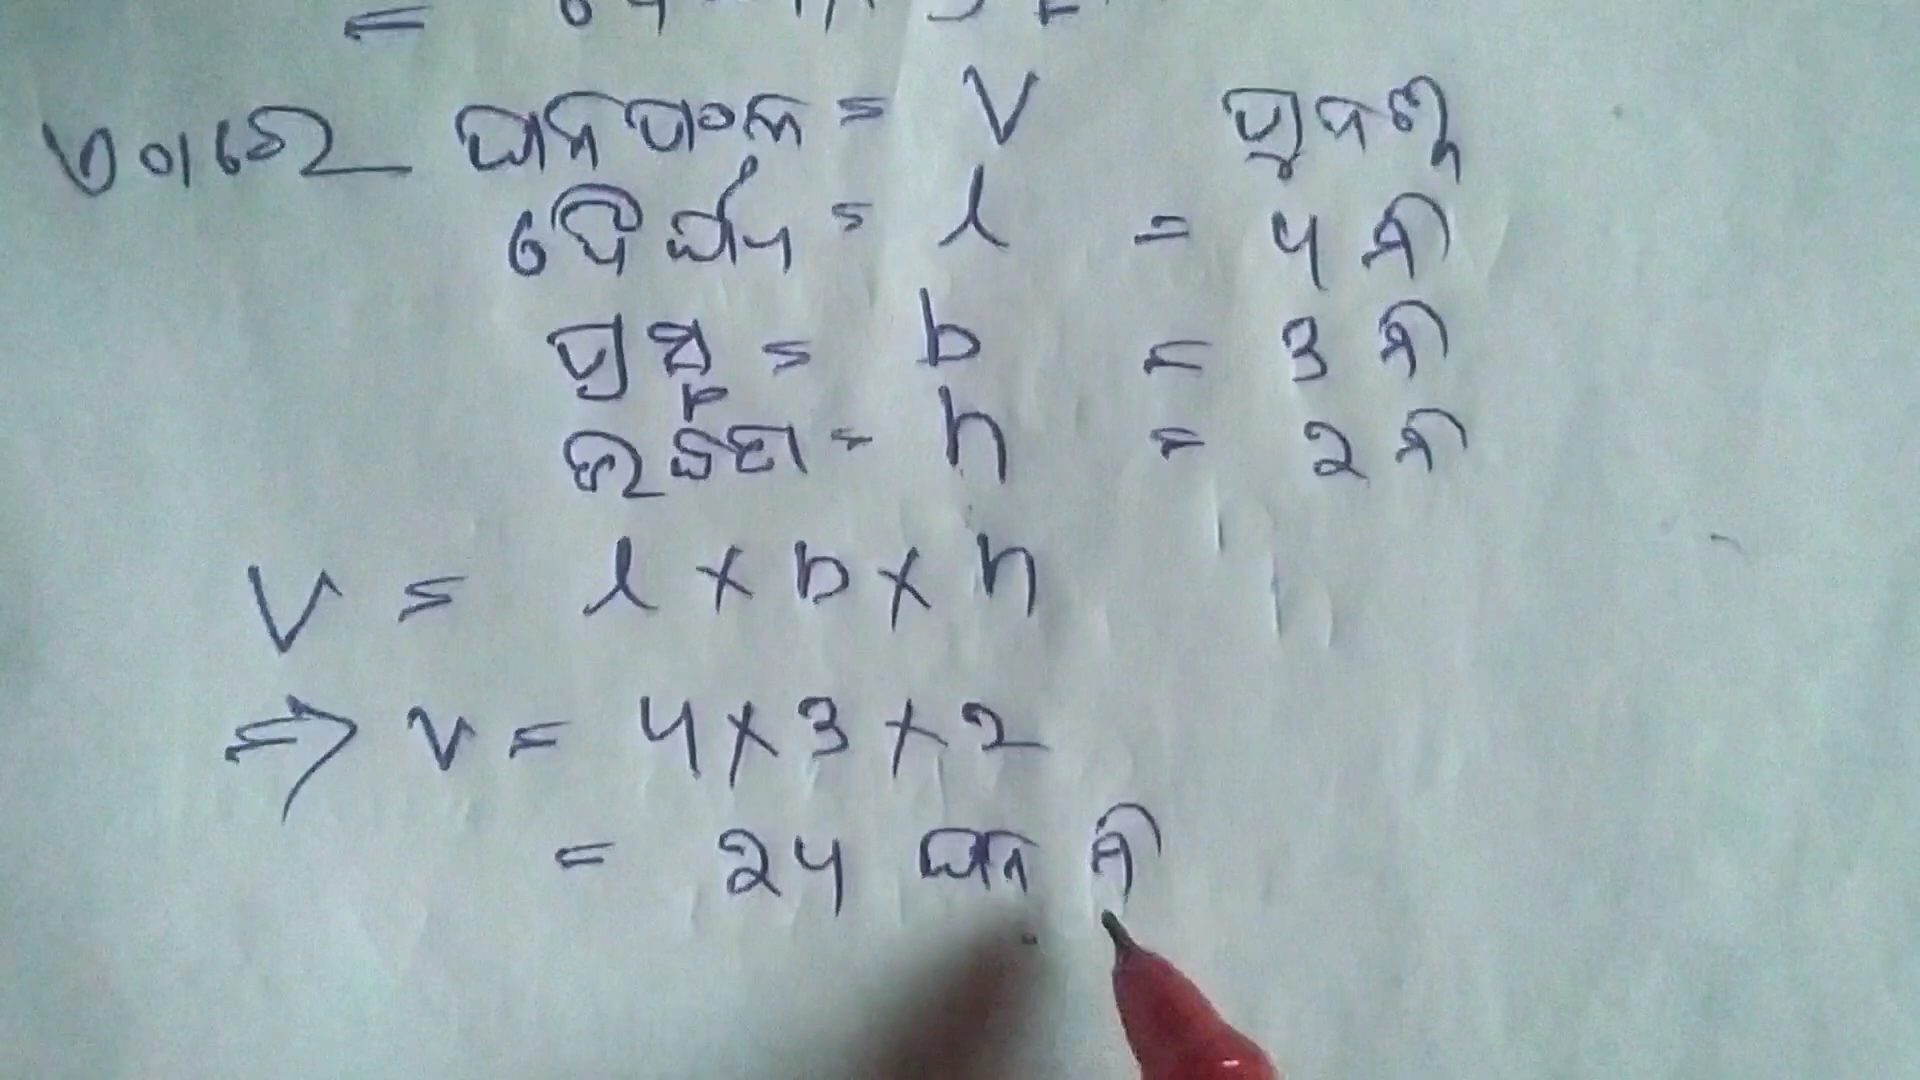 ଘନଫଳ = V ପ୍ରଦତ୍ତ
ଦୈର୍ଘ୍ୟ = l = 4 ମି
ପ୍ରସ୍ଥ = b = 3 ମି
ଉଚ୍ଚତା = h = 2 ମି
V = l × b × h
⇒ V = 4 × 3 × 2
= 24 ଘନ ମି